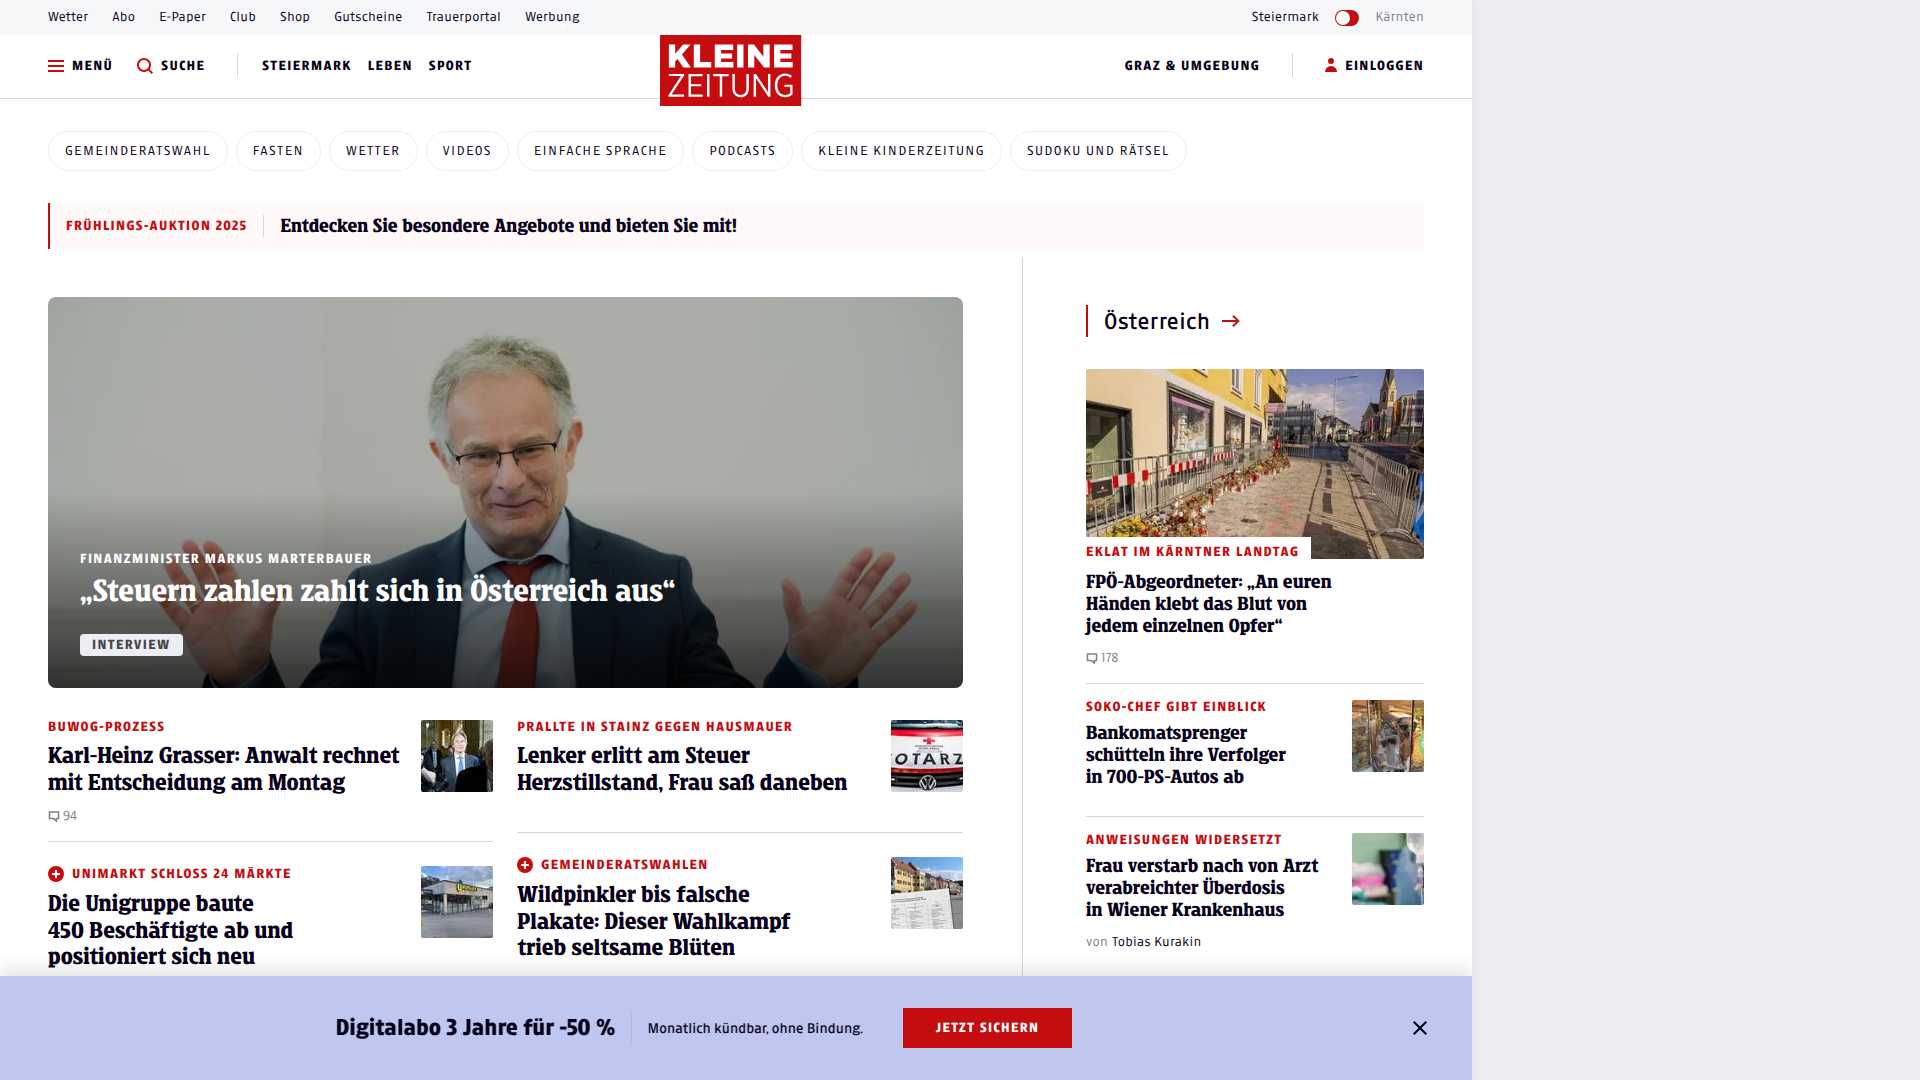 Wetter Abo E-Paper Club Shop Gutscheine Trauerportal Werbung Steiermark Kärnten
MENÜ SUCHE STEIERMARK LEBEN SPORT KLEINE ZEITUNG GRAZ & UMGEBUNG EINLOGGEN
GEMEINDERATSWAHL FASTEN WETTER VIDEOS EINFACHE SPRACHE PODCASTS KLEINE KINDERZEITUNG SUDOKU UND RÄTSEL
FRÜHLINGS-AUKTION 2025 Entdecken Sie besondere Angebote und bieten Sie mit!
FINANZMINISTER MARKUS MARTERBAUER
„Steuern zahlen zahlt sich in Österreich aus“
INTERVIEW
BUWOG-PROZESS
Karl-Heinz Grasser: Anwalt rechnet
mit Entscheidung am Montag
94
UNIMARKT SCHLOSS 24 MÄRKTE
Die Unigruppe baute
450 Beschäftigte ab und
positioniert sich neu
PRALLTE IN STAINZ GEGEN HAUSMAUER
Lenker erlitt am Steuer
Herzstillstand, Frau saß daneben
OTARZ
GEMEINDERATSWAHLEN
Wildpinkler bis falsche
Plakate: Dieser Wahlkampf
trieb seltsame Blüten
Österreich
EKLAT IM KÄRNTNER LANDTAG
FPÖ-Abgeordneter: „An euren
Händen klebt das Blut von
jedem einzelnen Opfer“
178
SOKO-CHEF GIBT EINBLICK
Bankomatsprenger
schütteln ihre Verfolger
in 700-PS-Autos ab
ANWEISUNGEN WIDERSETZT
Frau verstarb nach von Arzt
verabreichter Überdosis
in Wiener Krankenhaus
von Tobias Kurakin
Digitalabo 3 Jahre für -50 % Monatlich kündbar, ohne Bindung. JETZT SICHERN